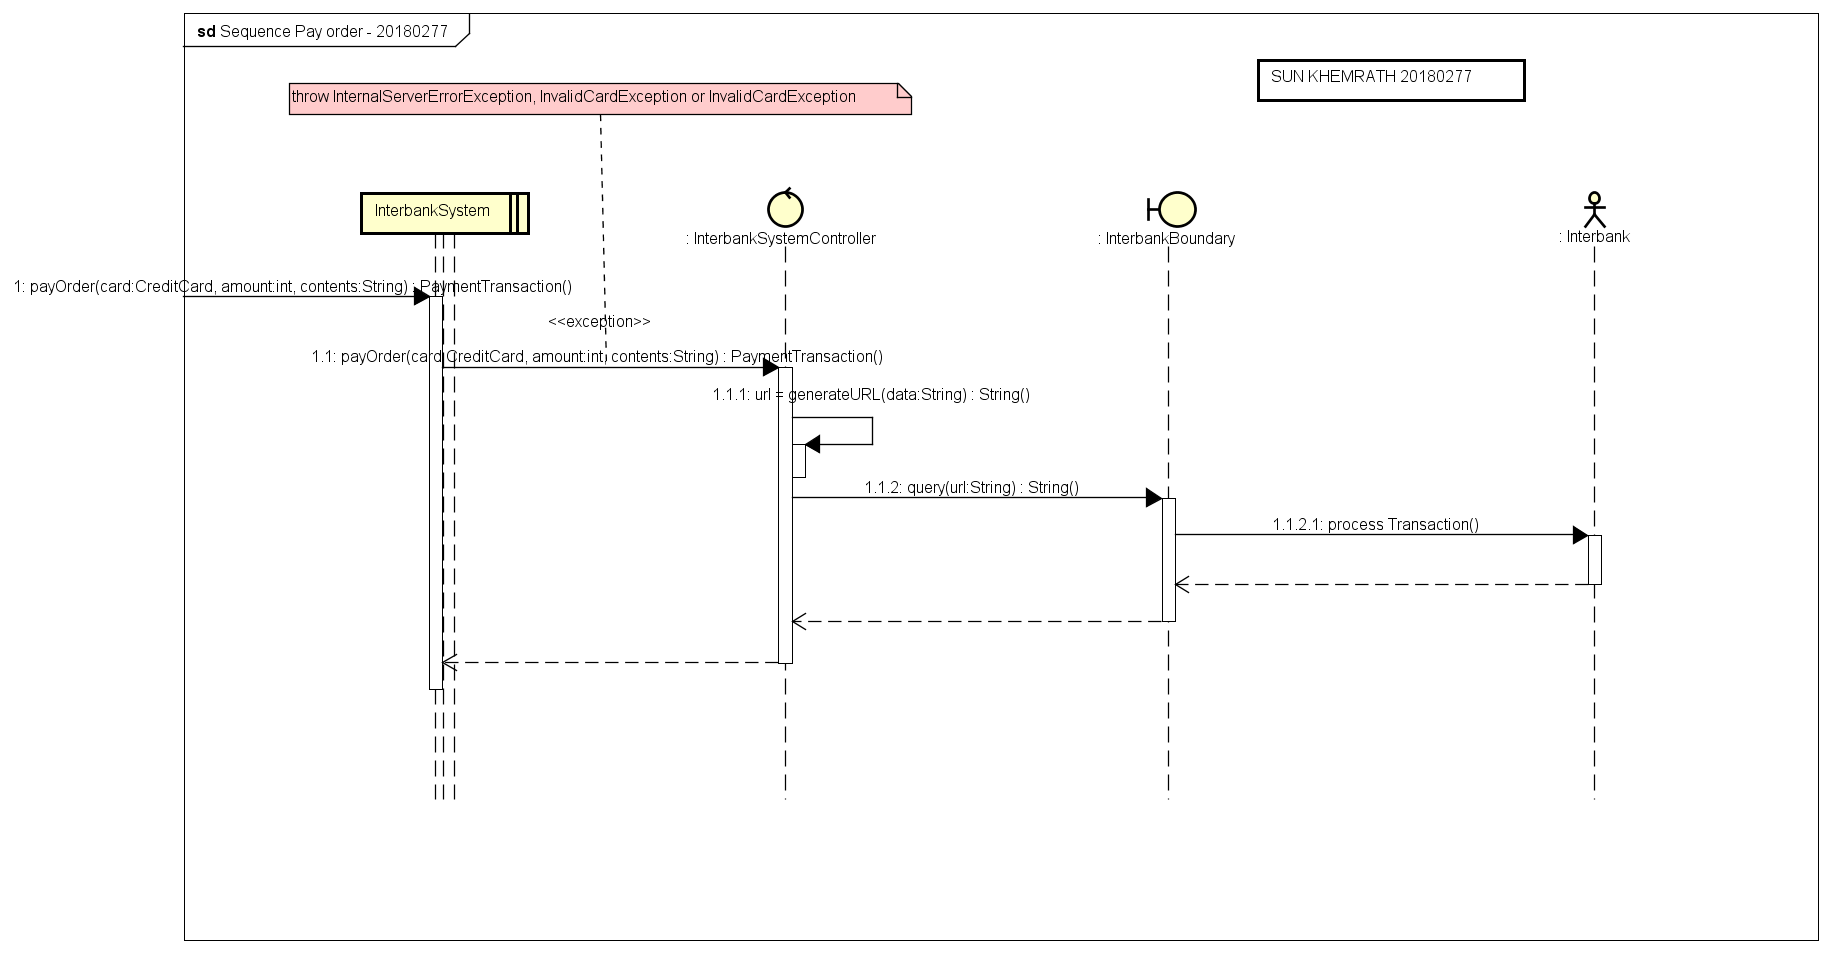 sd Sequence Pay order - 20180277
SUN KHEMRATH 20180277
throw InternalServerErrorException, InvalidCardException or InvalidCardException
InterbankSystem
: InterbankSystemController
: InterbankBoundary
: Interbank
1: payOrder(card:CreditCard, amount:int, contents:String) : PaymentTransaction()
<<exception>>
1.1: payOrder(card:CreditCard, amount:int, contents:String) : PaymentTransaction()
1.1.1: url = generateURL(data:String) : String()
1.1.2: query(url:String) : String()
1.1.2.1: process Transaction()